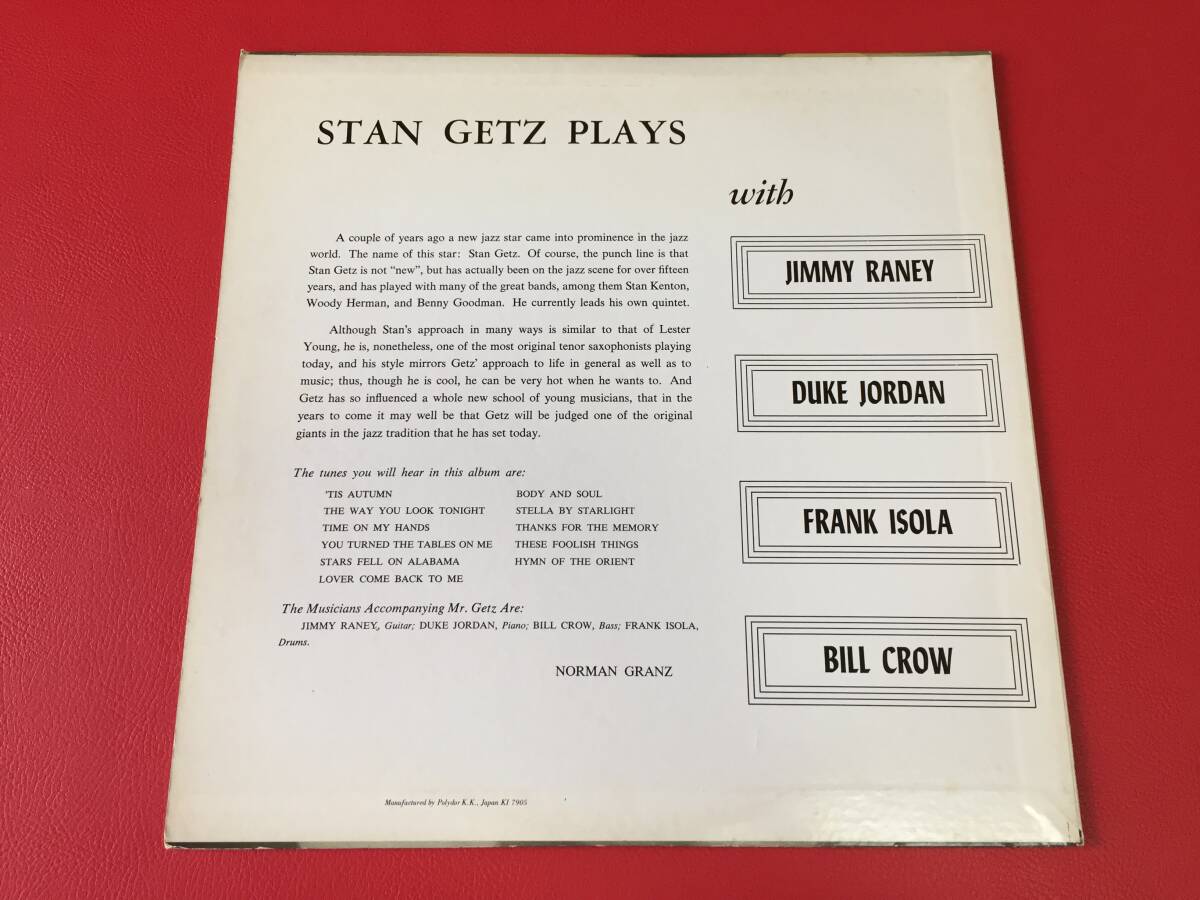 STAN GETZ PLAYS
with
A couple of years ago a new jazz star came into prominence in the jazz
world. The name of this star: Stan Getz. Of course, the punch line is that
Stan Getz is not “new”, but has actually been on the jazz scene for over fifteen
years, and has played with many of the great bands, among them Stan Kenton,
Woody Herman, and Benny Goodman. He currently leads his own quintet.
Although Stan’s approach in many ways is similar to that of Lester
Young, he is, nonetheless, one of the most original tenor saxophonists playing
today, and his style mirrors Getz’ approach to life in general as well as to
music; thus, though he is cool, he can be very hot when he wants to. And
Getz has so influenced a whole new school of young musicians, that in the
years to come it may well be that Getz will be judged one of the original
giants in the jazz tradition that he has set today.
The tunes you will hear in this album are:
’TIS AUTUMN
THE WAY YOU LOOK TONIGHT
TIME ON MY HANDS
YOU TURNED THE TABLES ON ME
STARS FELL ON ALABAMA
LOVER COME BACK TO ME
BODY AND SOUL
STELLA BY STARLIGHT
THANKS FOR THE MEMORY
THESE FOOLISH THINGS
HYMN OF THE ORIENT
The Musicians Accompanying Mr. Getz Are:
JIMMY RANEY, Guitar; DUKE JORDAN, Piano; BILL CROW, Bass; FRANK ISOLA,
Drums.
NORMAN GRANZ
JIMMY RANEY
DUKE JORDAN
FRANK ISOLA
BILL CROW
Manufactured by Polydor K.K., Japan KI 7905